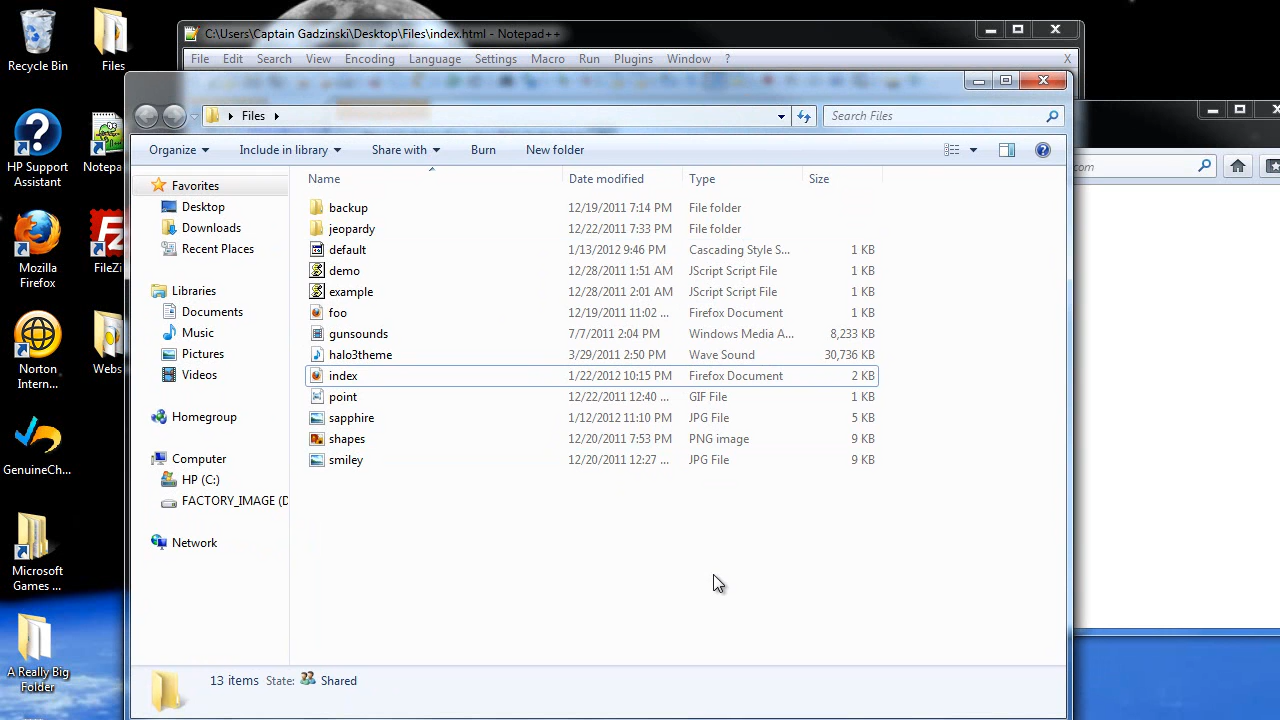 C:\Users\Captain Gadzinski\Desktop\Files\index.html - Notepad++
File Edit Search View Encoding Language Settings Macro Run Plugins Window ? X
Recycle Bin
Files
HP Support Assistant
Notepa
Mozilla Firefox
FileZi
Norton Intern...
Webs
GenuineCh...
Microsoft Games ...
A Really Big Folder
Files
Search Files
com
Organize Include in library Share with Burn New folder
Name Date modified Type Size
Favorites
Desktop
Downloads
Recent Places
Libraries
Documents
Music
Pictures
Videos
Homegroup
Computer
HP (C:)
FACTORY_IMAGE (D
Network
backup 12/19/2011 7:14 PM File folder
jeopardy 12/22/2011 7:33 PM File folder
default 1/13/2012 9:46 PM Cascading Style S... 1 KB
demo 12/28/2011 1:51 AM JScript Script File 1 KB
example 12/28/2011 2:01 AM JScript Script File 1 KB
foo 12/19/2011 11:02 ... Firefox Document 1 KB
gunsounds 7/7/2011 2:04 PM Windows Media A... 8,233 KB
halo3theme 3/29/2011 2:50 PM Wave Sound 30,736 KB
index 1/22/2012 10:15 PM Firefox Document 2 KB
point 12/22/2011 12:40 ... GIF File 1 KB
sapphire 1/12/2012 11:10 PM JPG File 5 KB
shapes 12/20/2011 7:53 PM PNG image 9 KB
smiley 12/20/2011 12:27 ... JPG File 9 KB
13 items State: Shared